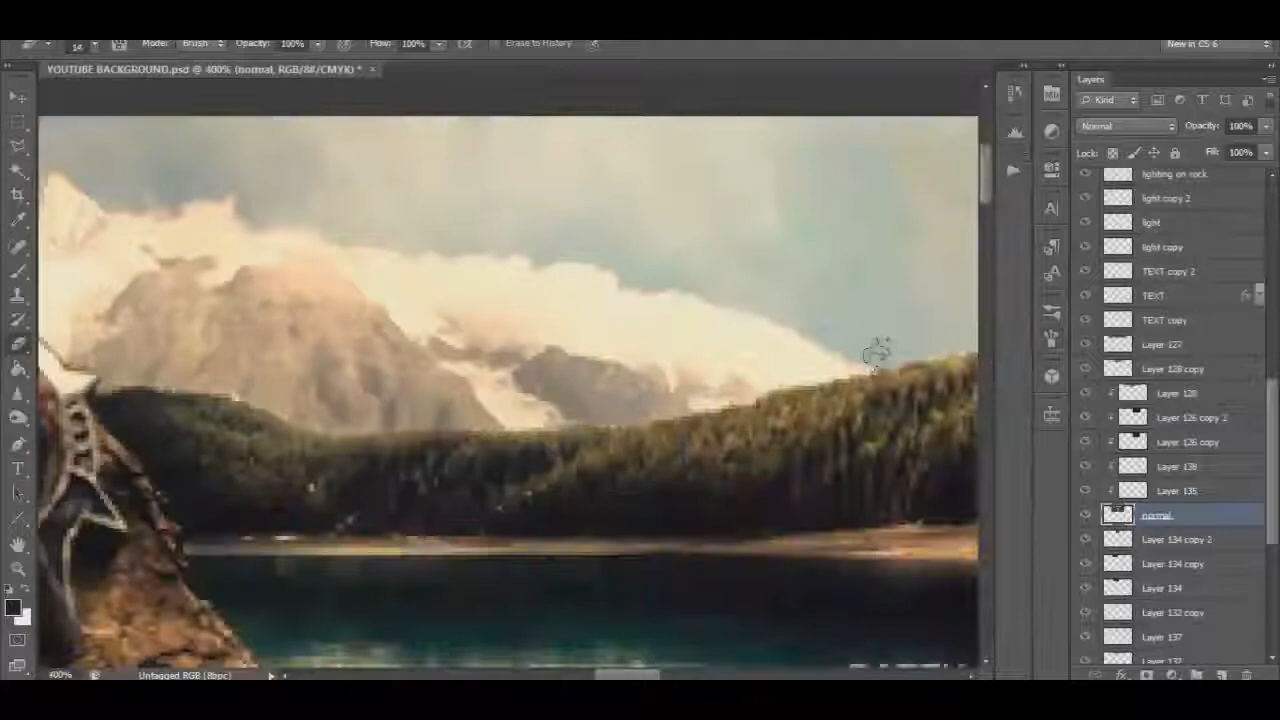 14 Mode: Brush Opacity: 100% Flow: 100% Erase to History New in CS 6
YOUTUBE BACKGROUND.psd @ 400% (normal, RGB/8#/CMYK) * ×
Layers
Kind
Normal Opacity: 100%
Lock: Fill: 100%
lighting on rock
light copy 2
light
light copy
TEXT copy 2
TEXT fx
TEXT copy
Layer 127
Layer 128 copy
Layer 128
Layer 126 copy 2
Layer 126 copy
Layer 138
Layer 135
normal
Layer 134 copy 2
Layer 134 copy
Layer 134
Layer 132 copy
Layer 137
Layer 132
400% Untagged RGB (8bpc)